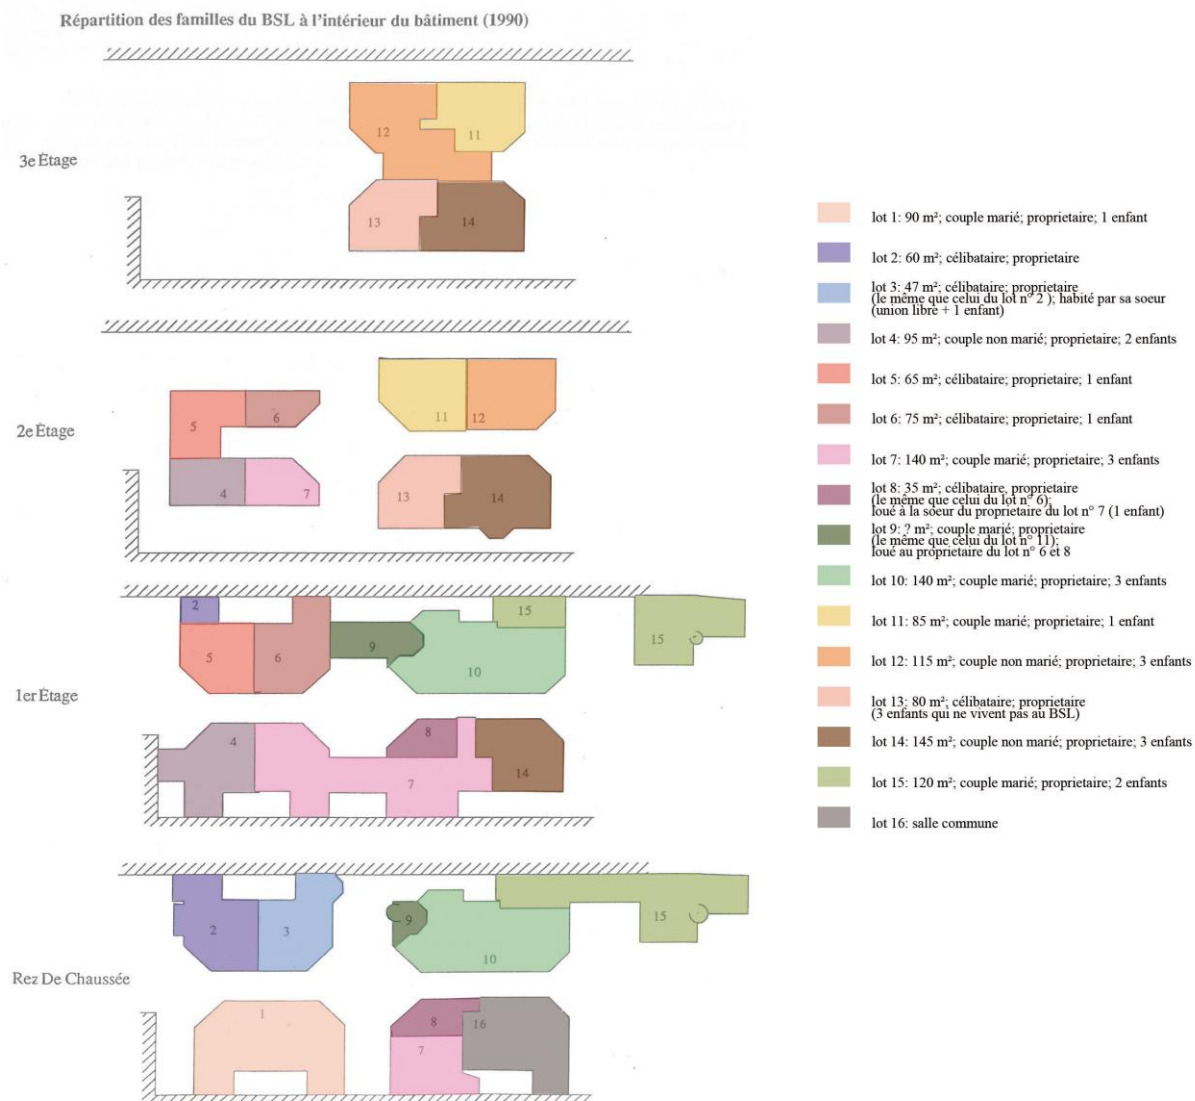 Répartition des familles du BSL à l'intérieur du bâtiment (1990)
3e Étage
12
11
13
14
2e Étage
5
6
4
7
11
12
13
14
1er Étage
2
5
6
9
10
15
15
4
7
8
14
Rez De Chaussée
2
3
9
10
15
1
8
7
16
lot 1: 90 m²; couple marié; proprietaire; 1 enfant
lot 2: 60 m²; célibataire; proprietaire
lot 3: 47 m²; célibataire; proprietaire
(le même que celui du lot n° 2 ); habité par sa soeur
(union libre + 1 enfant)
lot 4: 95 m²; couple non marié; proprietaire; 2 enfants
lot 5: 65 m²; célibataire; proprietaire; 1 enfant
lot 6: 75 m²; célibataire; proprietaire; 1 enfant
lot 7: 140 m²; couple marié; proprietaire; 3 enfants
lot 8: 35 m²; célibataire, proprietaire
(le même que celui du lot n° 6);
loué à la soeur du proprietaire du lot n° 7 (1 enfant)
lot 9: ? m²; couple marié; proprietaire
(le même que celui du lot n° 11);
loué au proprietaire du lot n° 6 et 8
lot 10: 140 m²; couple marié; proprietaire; 3 enfants
lot 11: 85 m²; couple marié; proprietaire; 1 enfant
lot 12: 115 m²; couple non marié; proprietaire; 3 enfants
lot 13: 80 m²; célibataire; proprietaire
(3 enfants qui ne vivent pas au BSL)
lot 14: 145 m²; couple non marié; proprietaire; 3 enfants
lot 15: 120 m²; couple marié; proprietaire; 2 enfants
lot 16: salle commune